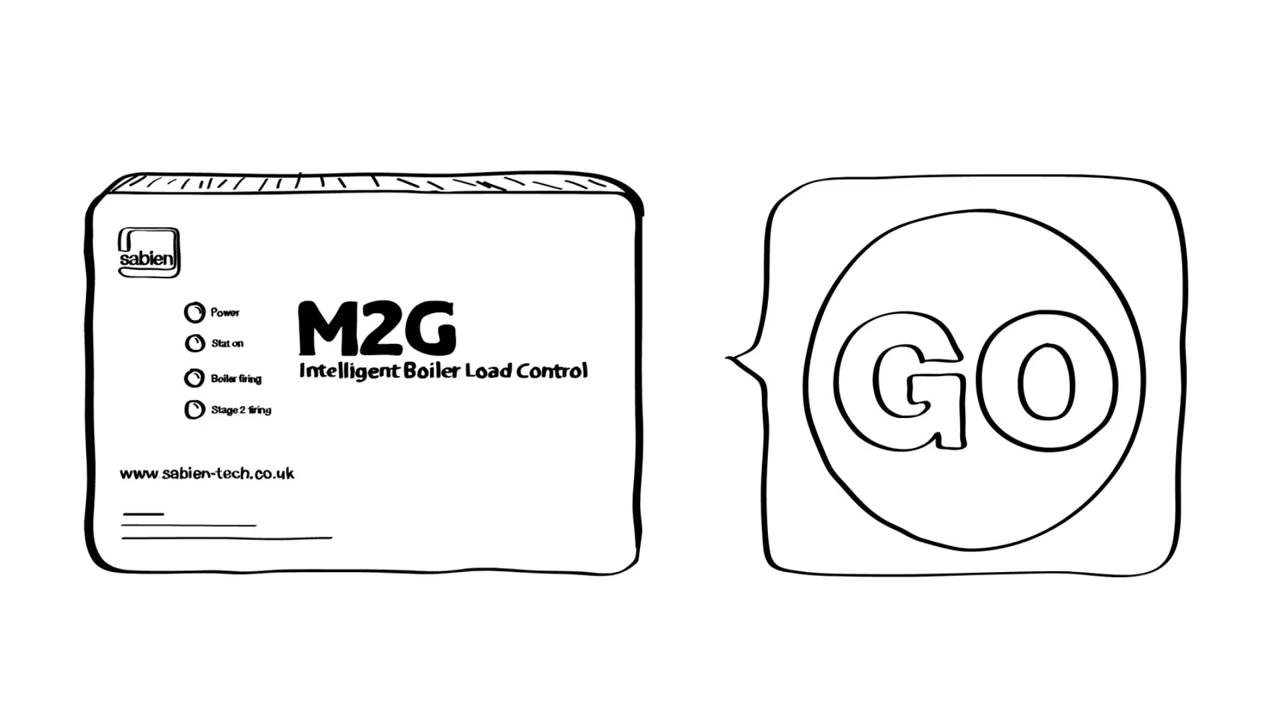 sabien
Power
Stat on
Boiler firing
Stage 2 firing
M2G
Intelligent Boiler Load Control
www.sabien-tech.co.uk
GO